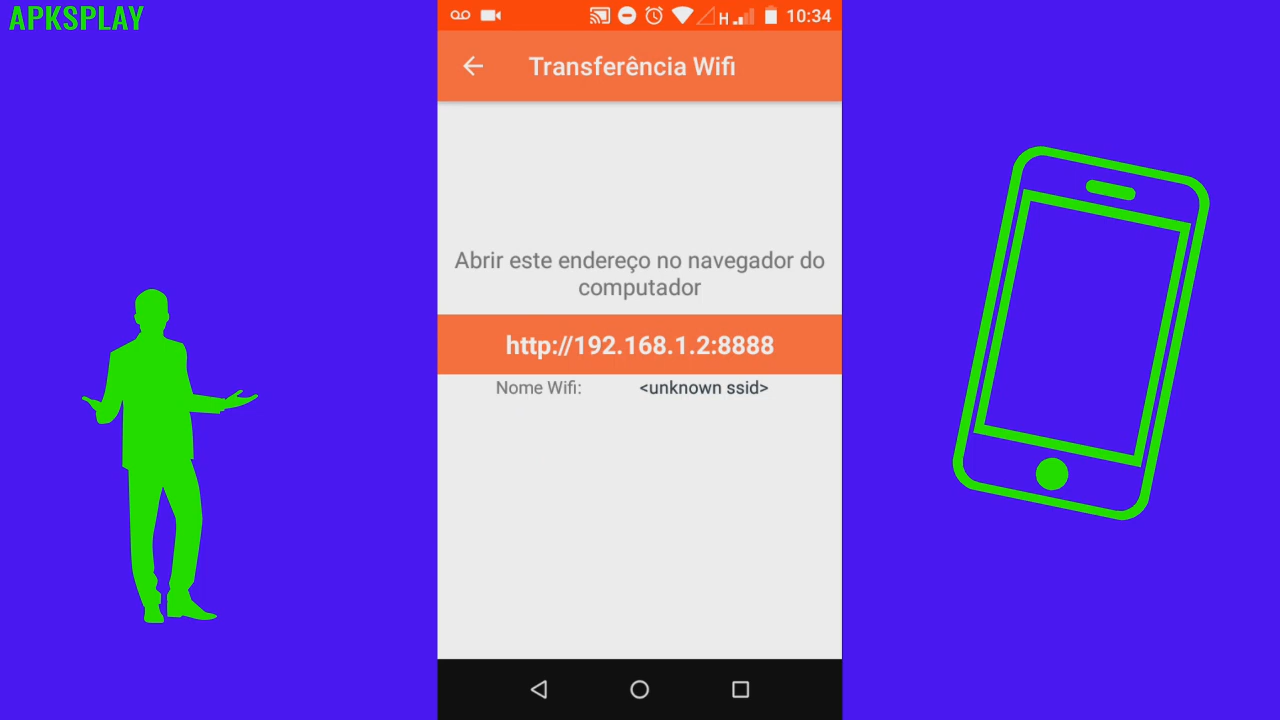 APKSPLAY
H
10:34
Transferência Wifi
Abrir este endereço no navegador do
computador
http://192.168.1.2:8888
Nome Wifi: <unknown ssid>